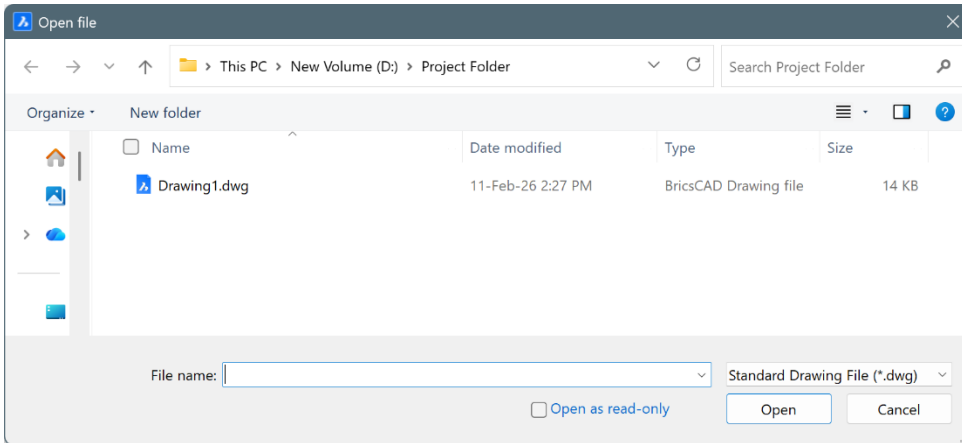 Open file
This PC > New Volume (D:) > Project Folder
Search Project Folder
Organize
New folder
Name Date modified Type Size
Drawing1.dwg 11-Feb-26 2:27 PM BricsCAD Drawing file 14 KB
File name:
Standard Drawing File (*.dwg)
Open as read-only
Open
Cancel